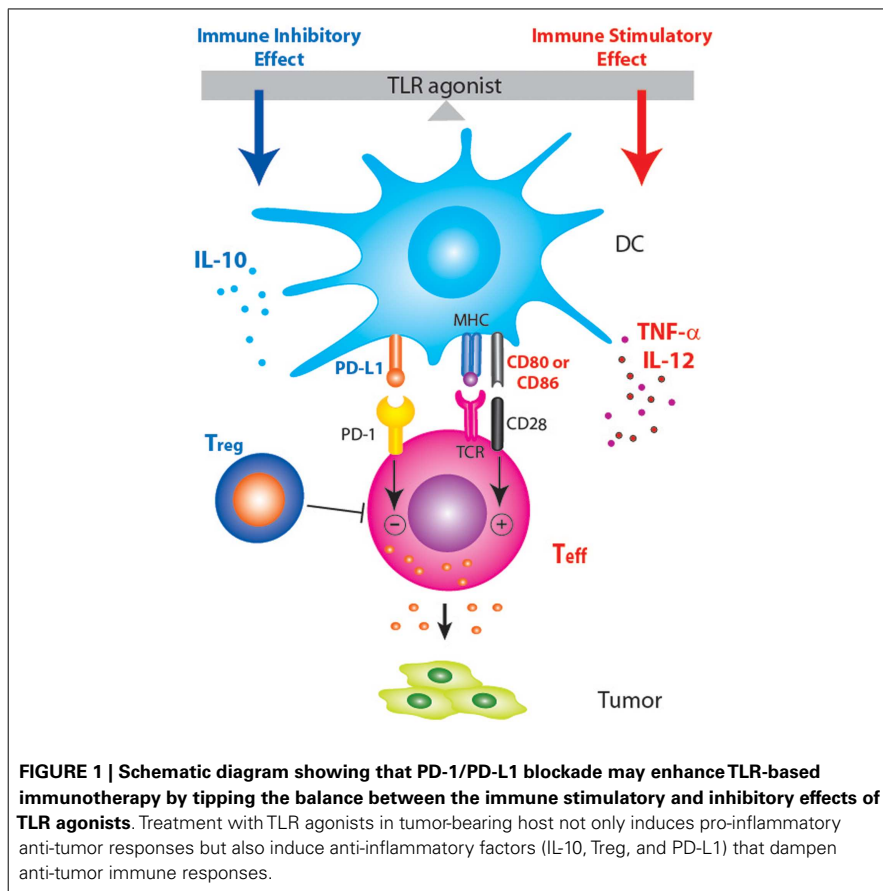 Immune Inhibitory
Effect
Immune Stimulatory
Effect
TLR agonist
DC
IL-10
MHC
TNF-α
IL-12
PD-L1
CD80 or
CD86
PD-1
CD28
TCR
Treg
−
+
Teff
Tumor
FIGURE 1 | Schematic diagram showing that PD-1/PD-L1 blockade may enhance TLR-based
immunotherapy by tipping the balance between the immune stimulatory and inhibitory effects of
TLR agonists. Treatment with TLR agonists in tumor-bearing host not only induces pro-inflammatory
anti-tumor responses but also induce anti-inflammatory factors (IL-10, Treg, and PD-L1) that dampen
anti-tumor immune responses.